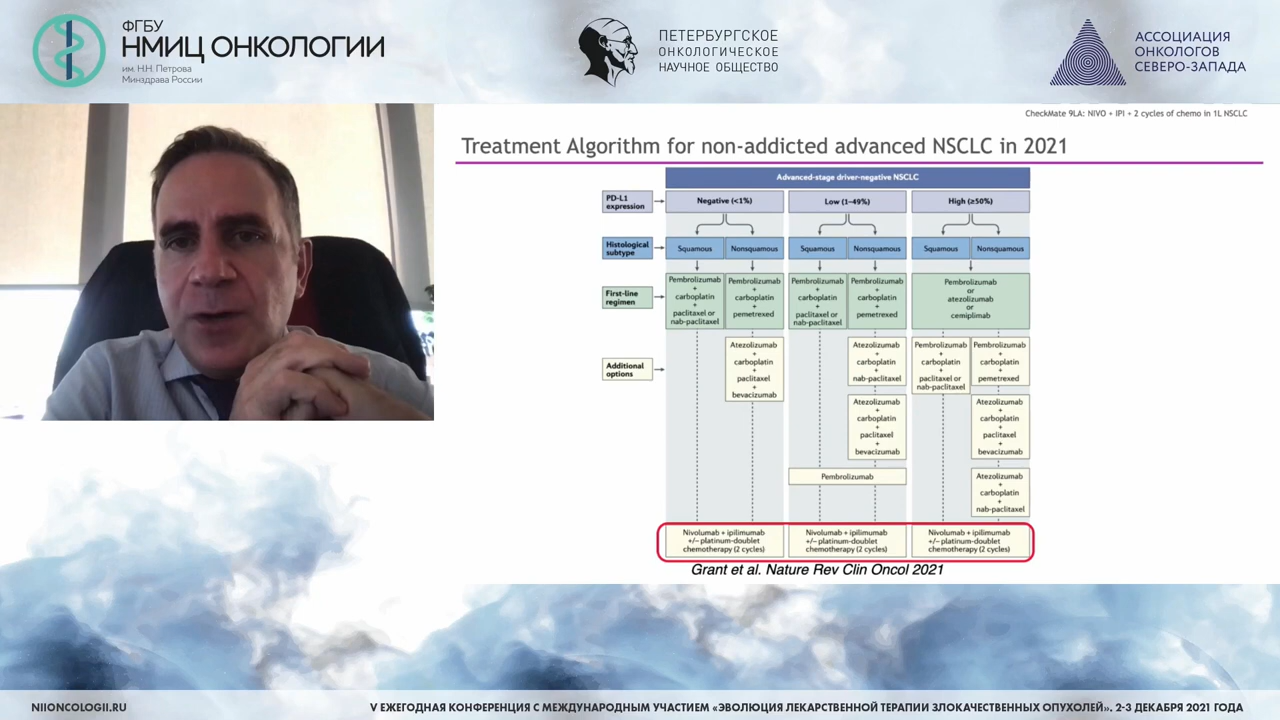 ФГБУ
НМИЦ ОНКОЛОГИИ
им. Н.Н. Петрова
Минздрава России
ПЕТЕРБУРГСКОЕ
ОНКОЛОГИЧЕСКОЕ
НАУЧНОЕ ОБЩЕСТВО
АССОЦИАЦИЯ
ОНКОЛОГОВ
СЕВЕРО-ЗАПАДА
CheckMate 9LA: NIVO + IPI + 2 cycles of chemo in 1L NSCLC
Treatment Algorithm for non-addicted advanced NSCLC in 2021
Advanced-stage driver-negative NSCLC
PD-L1
expression
Negative (<1%)
Low (1–49%)
High (≥50%)
Histological
subtype
Squamous
Nonsquamous
Squamous
Nonsquamous
Squamous
Nonsquamous
First-line
regimen
Pembrolizumab
+
carboplatin
+
paclitaxel or
nab-paclitaxel
Pembrolizumab
+
carboplatin
+
pemetrexed
Pembrolizumab
+
carboplatin
+
paclitaxel or
nab-paclitaxel
Pembrolizumab
+
carboplatin
+
pemetrexed
Pembrolizumab
or
atezolizumab
or
cemiplimab
Additional
options
Atezolizumab
+
carboplatin
+
paclitaxel
+
bevacizumab
Atezolizumab
+
carboplatin
+
nab-paclitaxel
Atezolizumab
+
carboplatin
+
paclitaxel
+
bevacizumab
Pembrolizumab
Pembrolizumab
+
carboplatin
+
paclitaxel or
nab-paclitaxel
Pembrolizumab
+
carboplatin
+
pemetrexed
Atezolizumab
+
carboplatin
+
paclitaxel
+
bevacizumab
Atezolizumab
+
carboplatin
+
nab-paclitaxel
Nivolumab + ipilimumab
+/− platinum-doublet
chemotherapy (2 cycles)
Nivolumab + ipilimumab
+/− platinum-doublet
chemotherapy (2 cycles)
Nivolumab + ipilimumab
+/− platinum-doublet
chemotherapy (2 cycles)
Grant et al. Nature Rev Clin Oncol 2021
NIIONCOLOGII.RU
V ЕЖЕГОДНАЯ КОНФЕРЕНЦИЯ С МЕЖДУНАРОДНЫМ УЧАСТИЕМ «ЭВОЛЮЦИЯ ЛЕКАРСТВЕННОЙ ТЕРАПИИ ЗЛОКАЧЕСТВЕННЫХ ОПУХОЛЕЙ». 2-3 ДЕКАБРЯ 2021 ГОДА